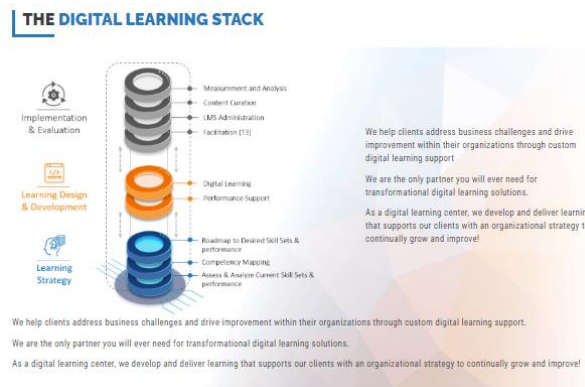 THE DIGITAL LEARNING STACK
Implementation
& Evaluation
Measurement and Analysis
Content Curation
LMS Administration
Facilitation (T3)
Learning Design
& Development
Digital Learning
Performance Support
Learning
Strategy
Roadmap to Desired Skill Sets &
performance
Competency Mapping
Assess & Analyze Current Skill Sets &
performance
We help clients address business challenges and drive
improvement within their organizations through custom
digital learning support
We are the only partner you will ever need for
transformational digital learning solutions.
As a digital learning center, we develop and deliver
that supports our clients with an organizational strategy
continually grow and improve!
We help clients address business challenges and drive improvement within their organizations through custom digital learning support.
We are the only partner you will ever need for transformational digital learning solutions.
As a digital learning center, we develop and deliver learning that supports our clients with an organizational strategy to continually grow and improve!